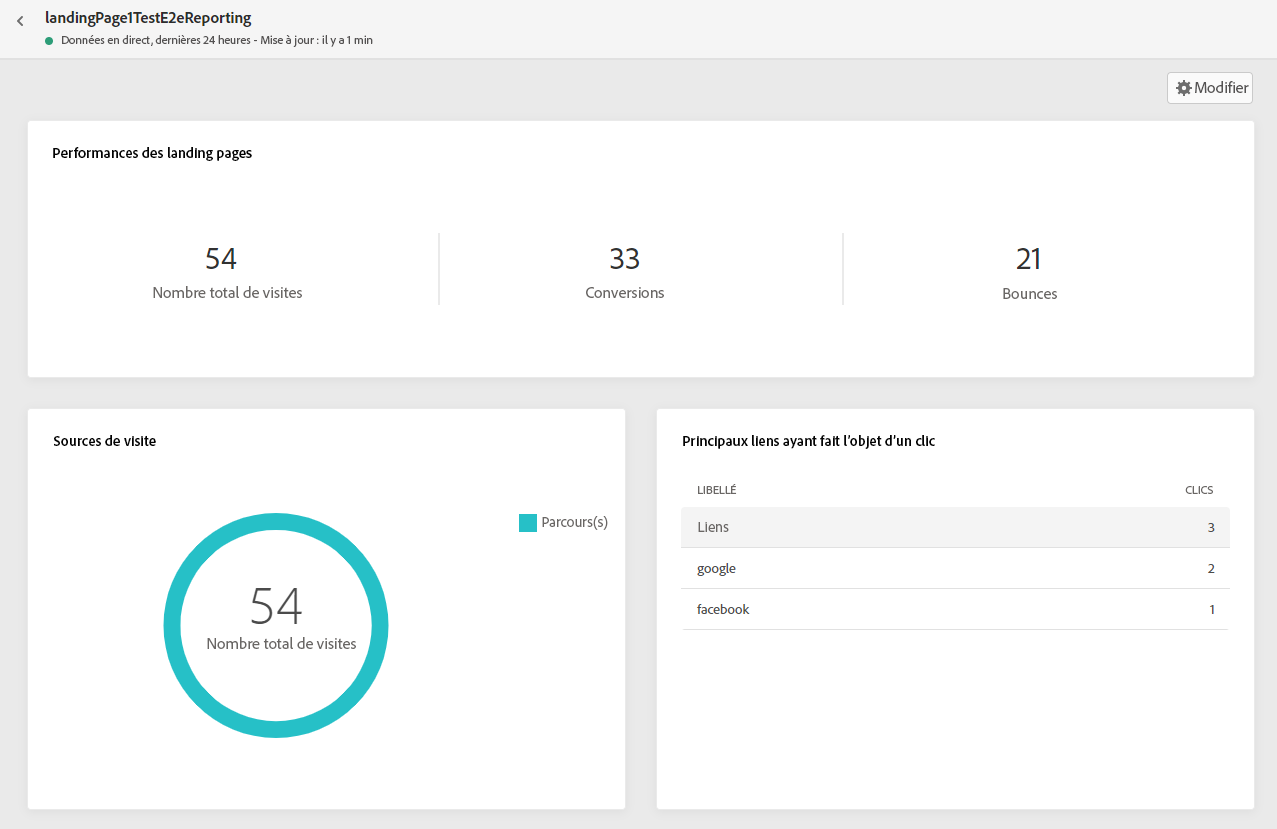 landingPage1TestE2eReporting
Données en direct, dernières 24 heures - Mise à jour : il y a 1 min
Modifier
Performances des landing pages
54
Nombre total de visites
33
Conversions
21
Bounces
Sources de visite
Parcours(s)
54
Nombre total de visites
Principaux liens ayant fait l’objet d’un clic
LIBELLÉ CLICS
Liens 3
google 2
facebook 1